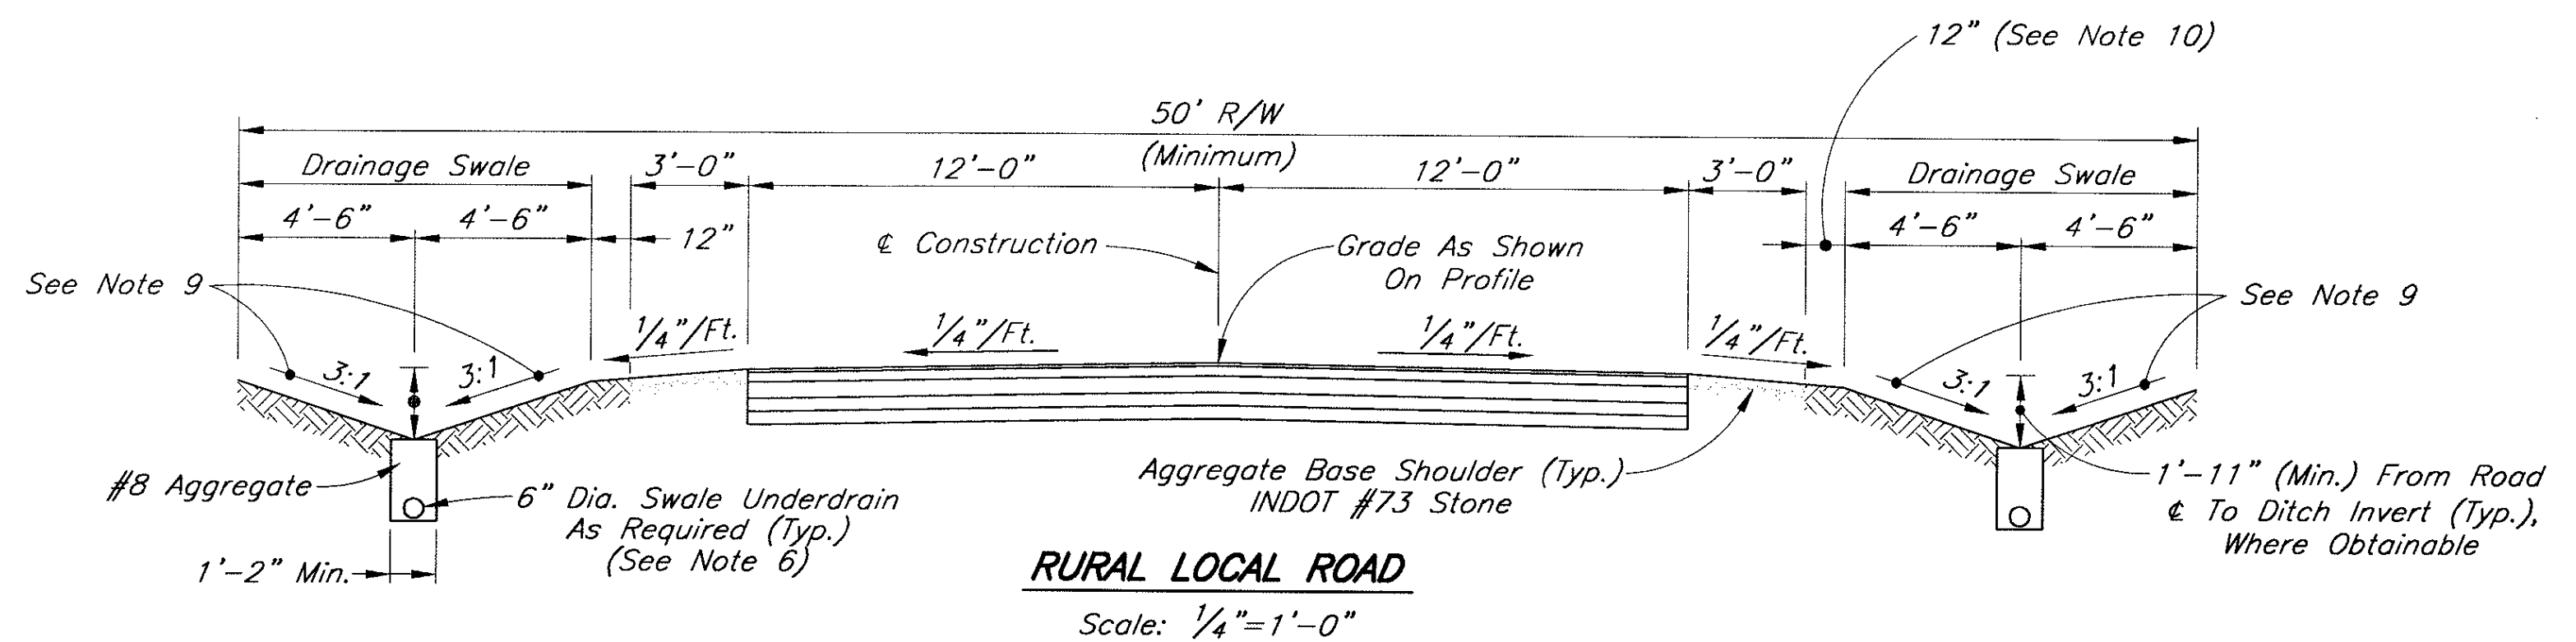 12" (See Note 10)
50' R/W
(Minimum)
Drainage Swale
3'-0"
12'-0"
12'-0"
3'-0"
Drainage Swale
4'-6"
4'-6"
12"
℄ Construction
Grade As Shown
On Profile
4'-6"
4'-6"
See Note 9
See Note 9
1/4"/Ft.
1/4"/Ft.
1/4"/Ft.
1/4"/Ft.
3:1
3:1
3:1
3:1
#8 Aggregate
6" Dia. Swale Underdrain
As Required (Typ.)
(See Note 6)
1'-2" Min.
Aggregate Base Shoulder (Typ.)
INDOT #73 Stone
1'-11" (Min.) From Road
℄ To Ditch Invert (Typ.),
Where Obtainable
RURAL LOCAL ROAD
Scale: 1/4"=1'-0"